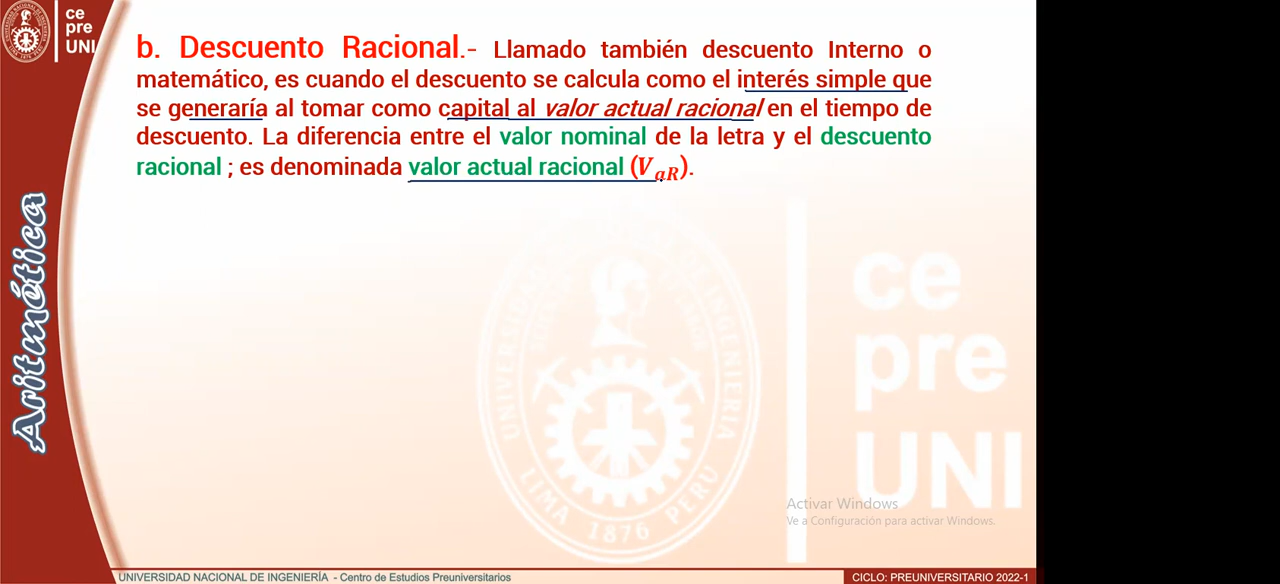 ce
pre
UNI
b. Descuento Racional.- Llamado también descuento Interno o
matemático, es cuando el descuento se calcula como el interés simple que
se generaría al tomar como capital al valor actual racional en el tiempo de
descuento. La diferencia entre el valor nominal de la letra y el descuento
racional ; es denominada valor actual racional (VaR).
Aritmética
ce
pre
UNI
LIMA 1876 PERU
Activar Windows
Ve a Configuración para activar Windows.
UNIVERSIDAD NACIONAL DE INGENIERÍA - Centro de Estudios Preuniversitarios
CICLO: PREUNIVERSITARIO 2022-1